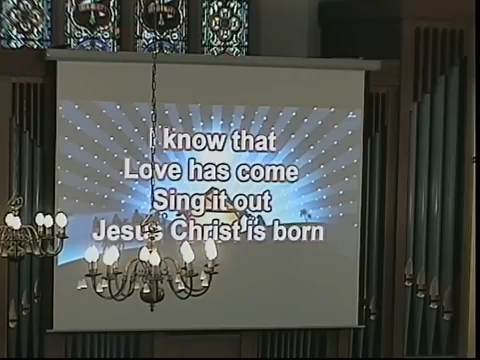 I know that
Love has come
Sing it out
Jesus Christ is born